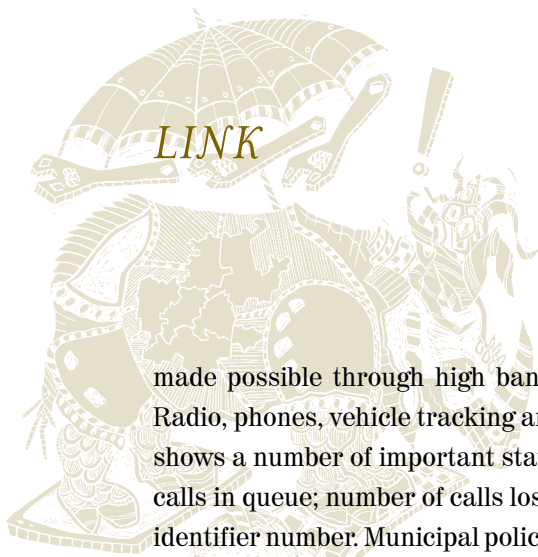 LINK
made possible through high ban
Radio, phones, vehicle tracking a
shows a number of important sta
calls in queue; number of calls los
identifier number. Municipal polic